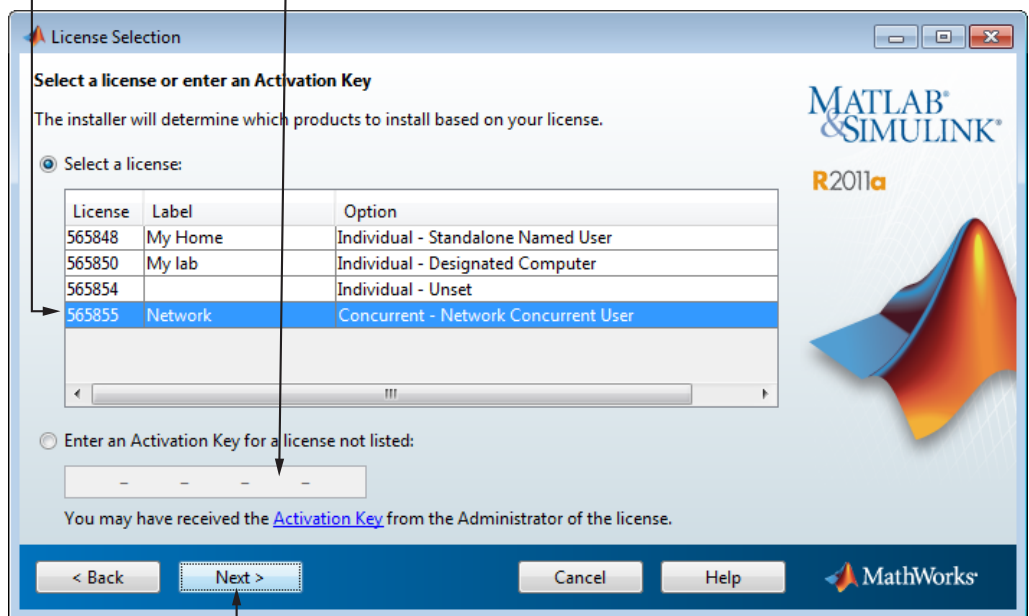 License Selection
Select a license or enter an Activation Key
The installer will determine which products to install based on your license.
MATLAB®
&SIMULINK®
R2011a
Select a license:
License Label Option
565848 My Home Individual - Standalone Named User
565850 My lab Individual - Designated Computer
565854 Individual - Unset
565855 Network Concurrent - Network Concurrent User
Enter an Activation Key for a license not listed:
- - - -
You may have received the Activation Key from the Administrator of the license.
< Back Next > Cancel Help MathWorks®